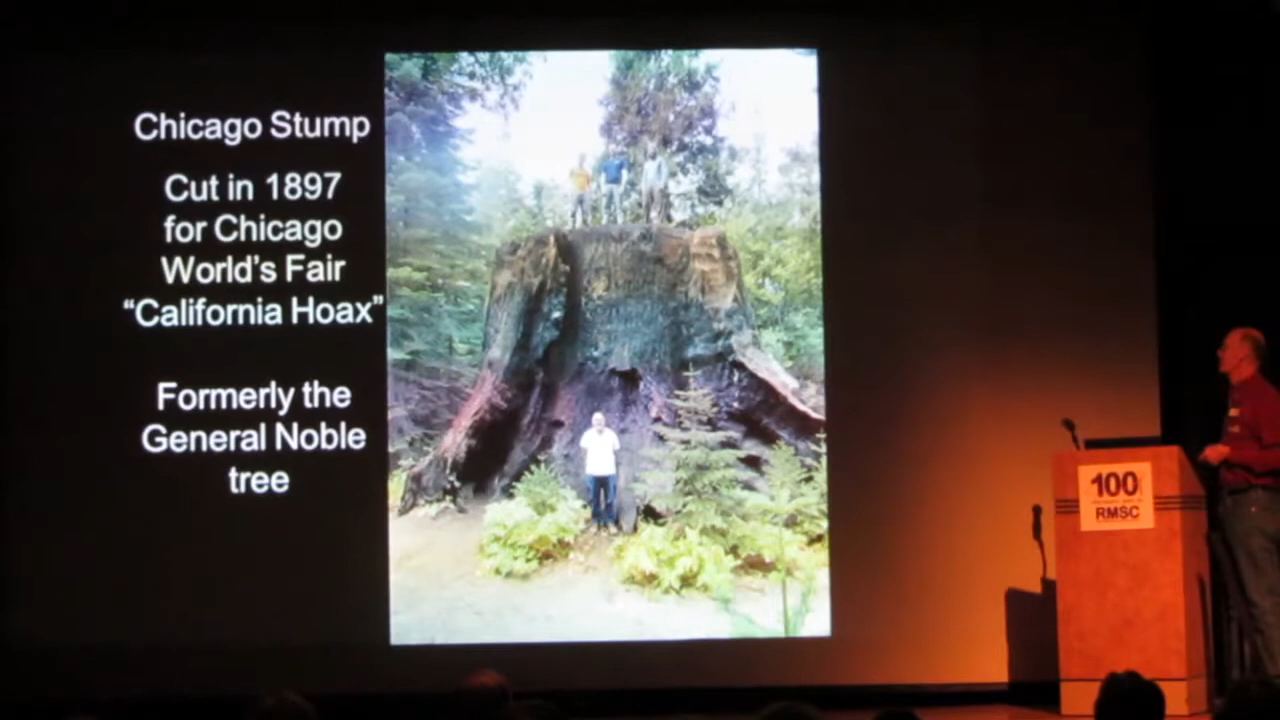 Chicago Stump
Cut in 1897
for Chicago
World's Fair
“California Hoax”
Formerly the
General Noble
tree
100
RMSC